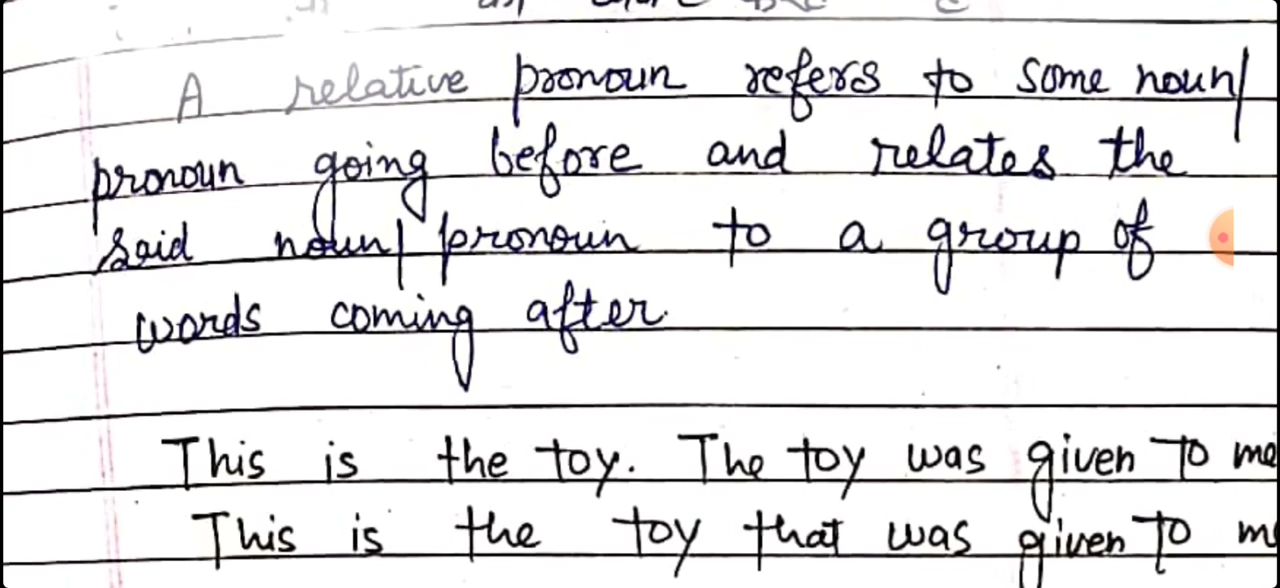 A relative pronoun refers to some noun/
pronoun going before and relates the
said noun/pronoun to a group of
words coming after.
This is the toy. The toy was given to me
This is the toy that was given to